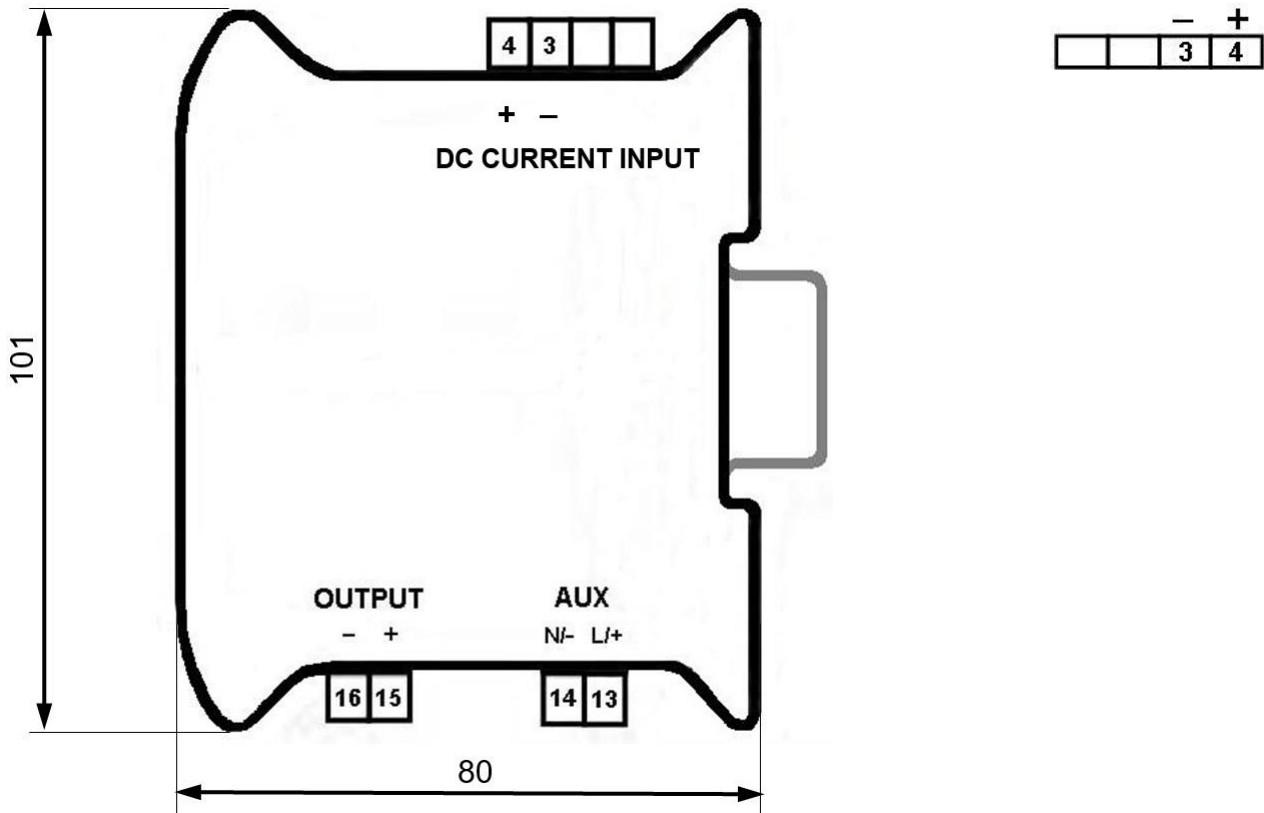 4 3
+ –
DC CURRENT INPUT
– +
3 4
101
OUTPUT
– +
16 15
AUX
N/- L/+
14 13
80